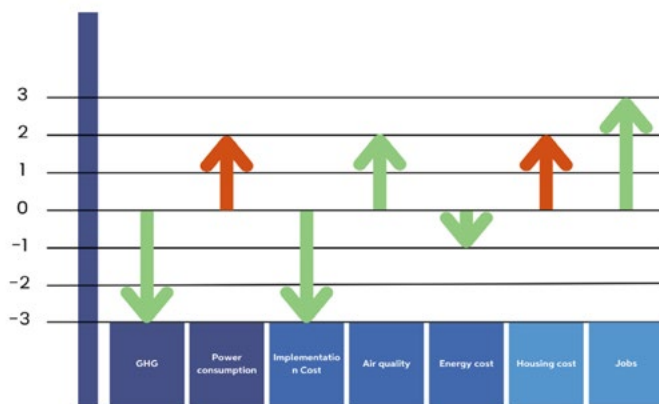 3
2
1
0
-1
-2
-3
GHG
Power
consumption
Implementatio
n Cost
Air quality
Energy cost
Housing cost
Jobs